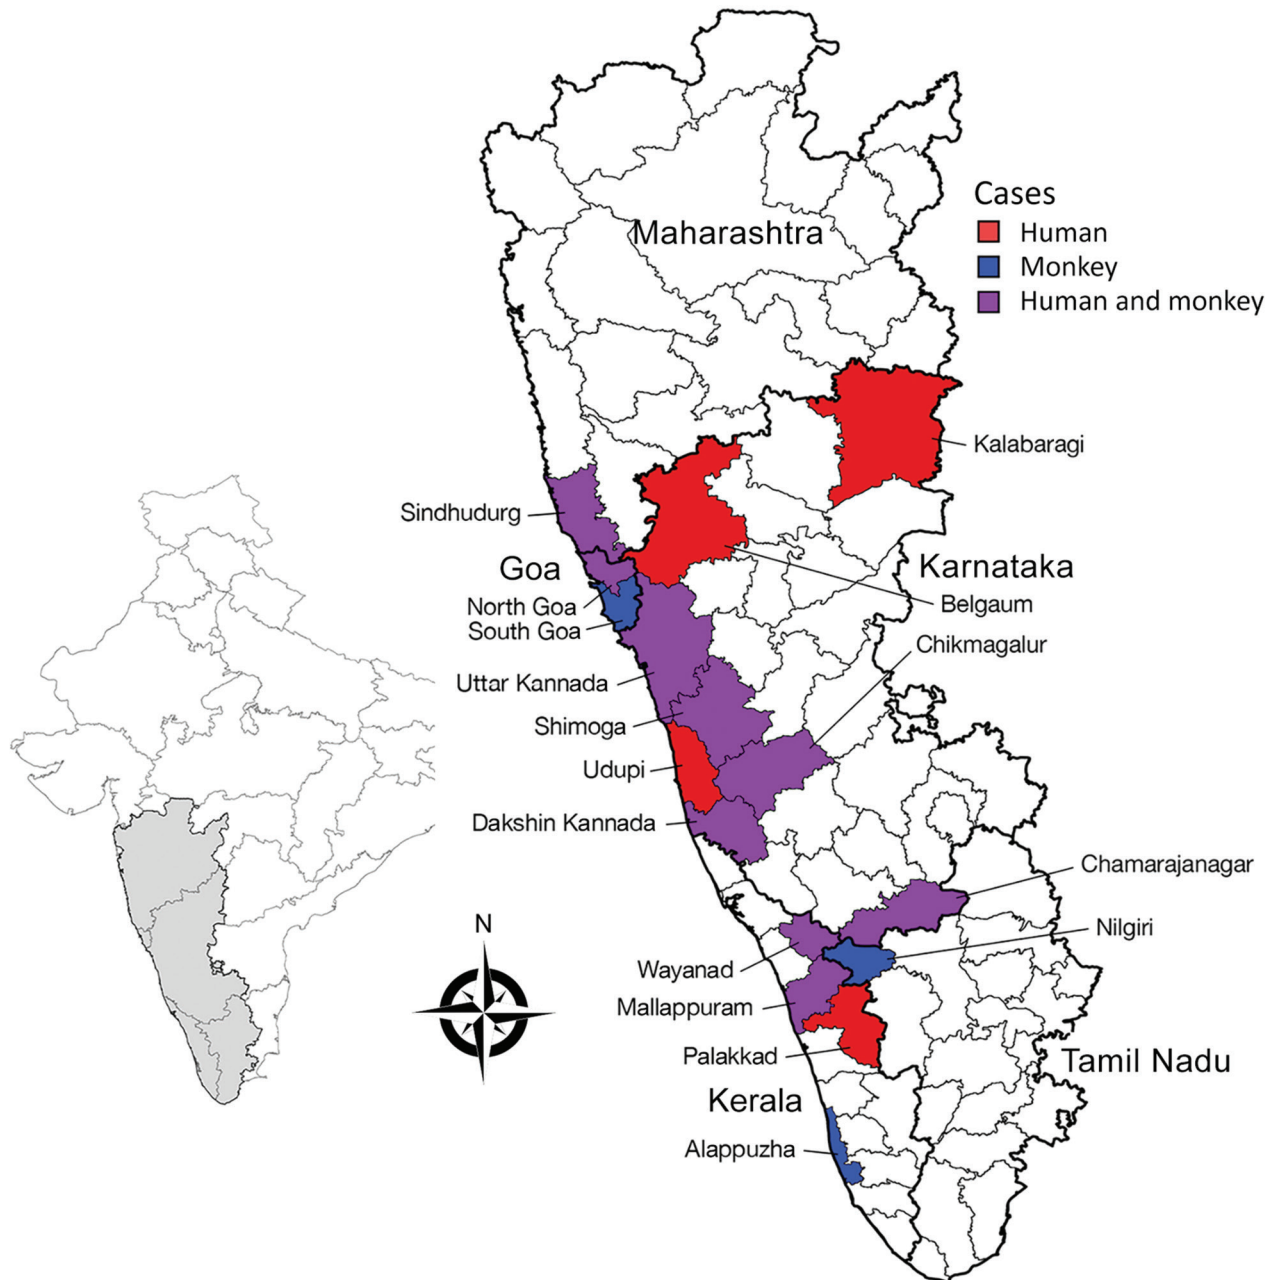 Cases
Human
Monkey
Human and monkey
Maharashtra
Kalabaragi
Sindhudurg
Goa
Karnataka
North Goa
South Goa
Belgaum
Chikmagalur
Uttar Kannada
Shimoga
Udupi
Dakshin Kannada
Chamarajanagar
Nilgiri
N
Wayanad
Mallappuram
Palakkad
Tamil Nadu
Kerala
Alappuzha